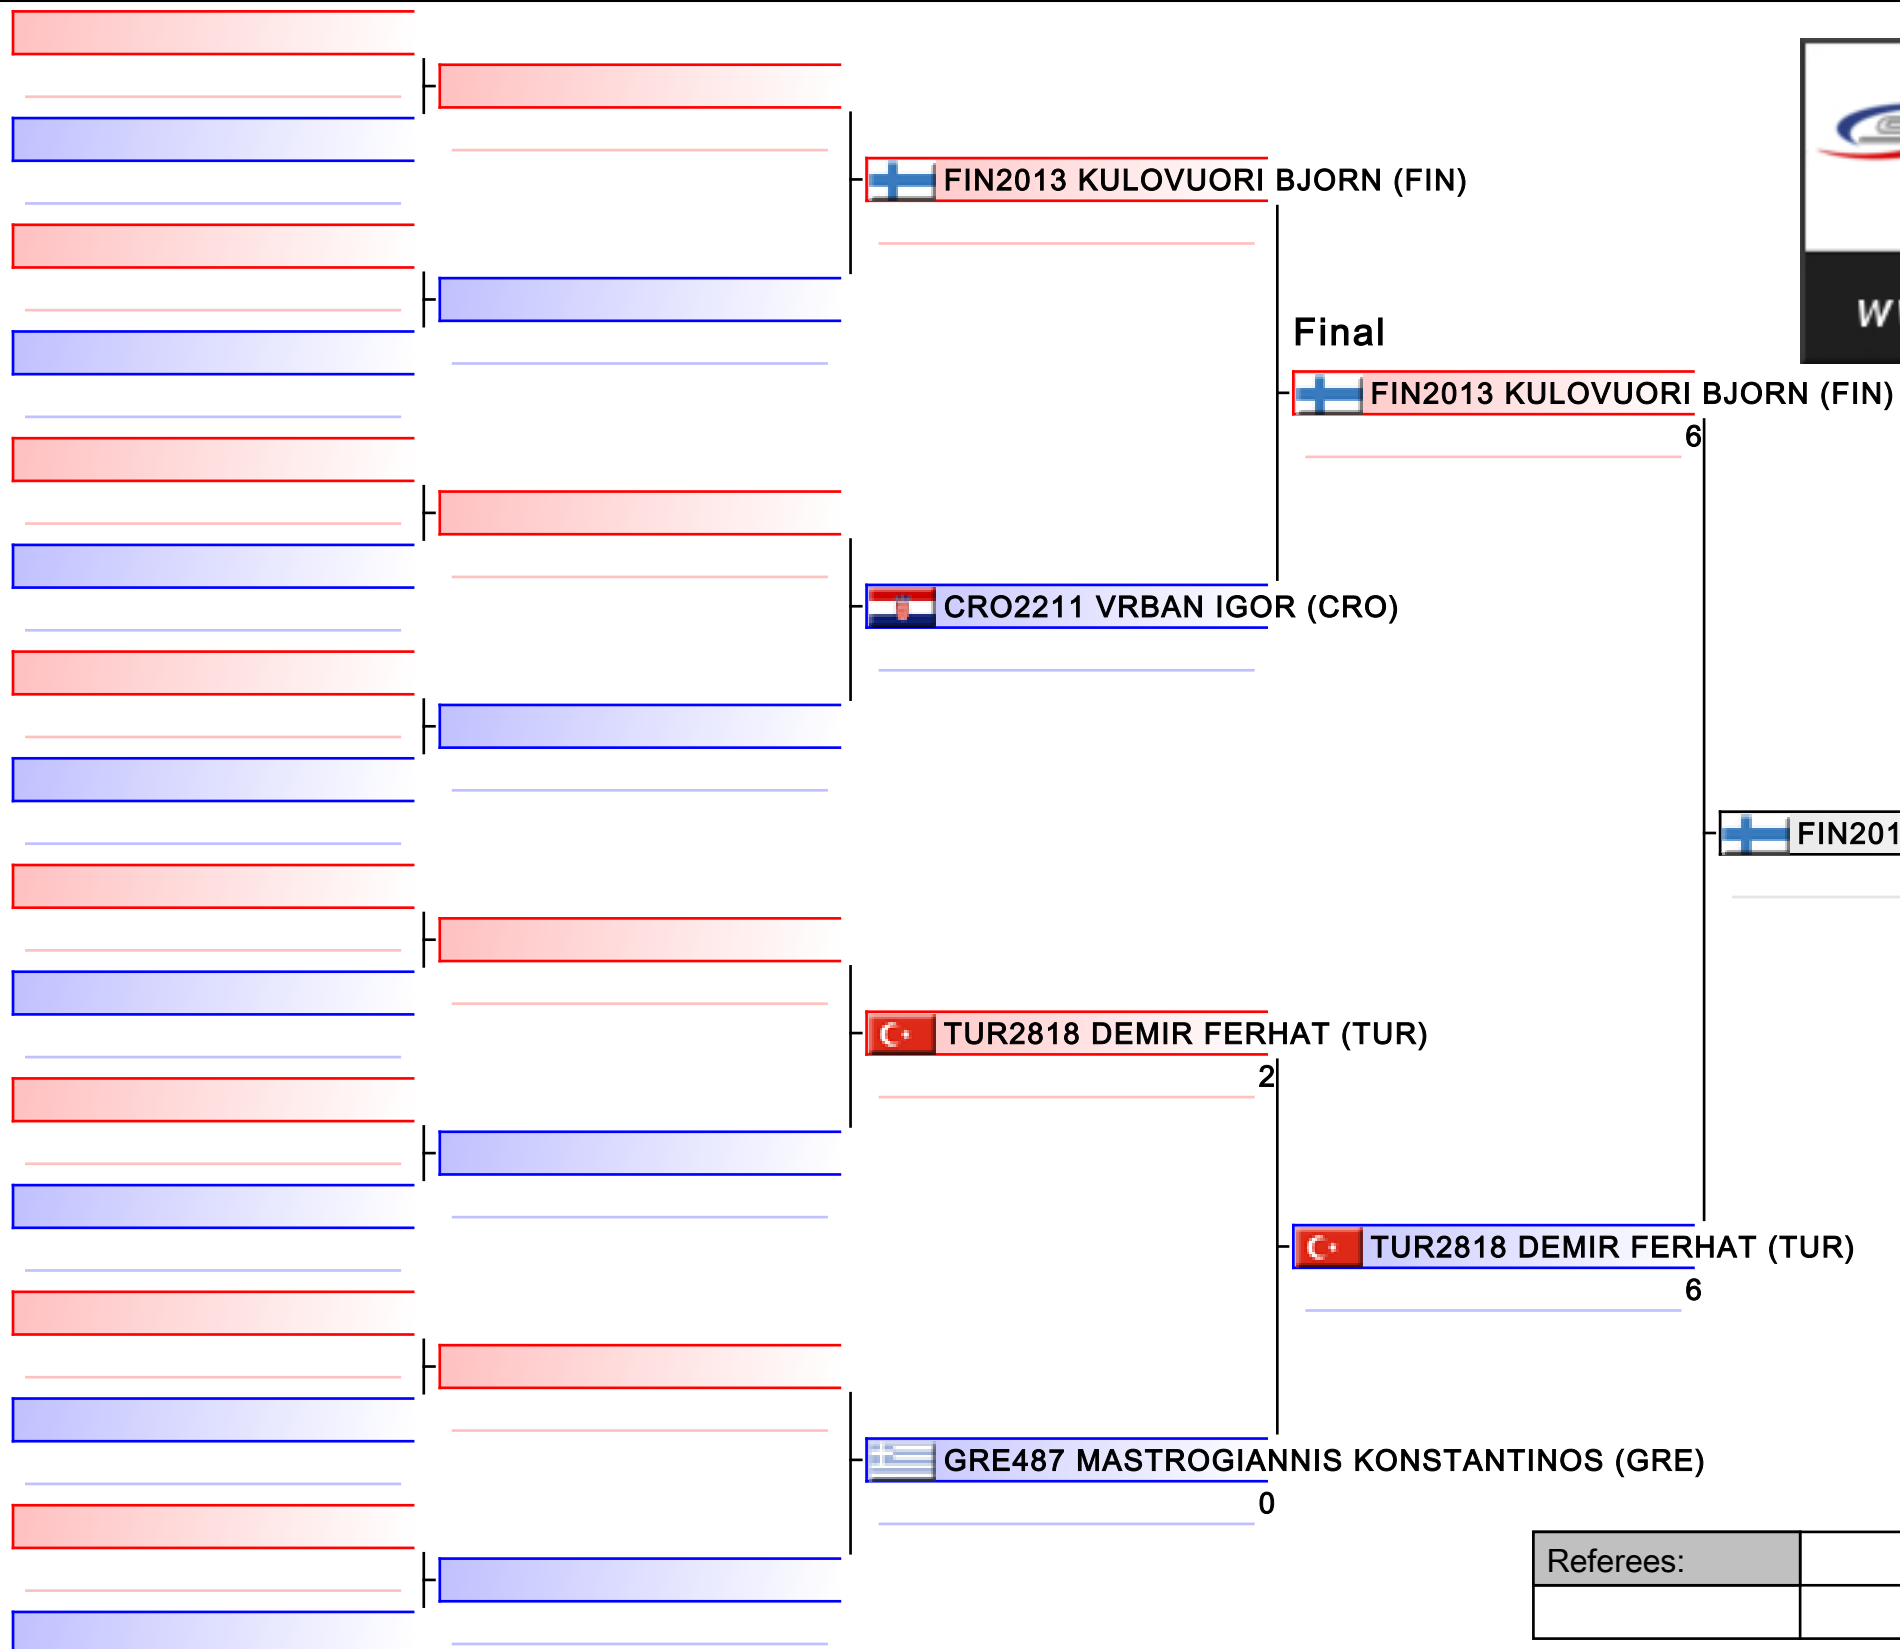 FIN2013 KULOVUORI BJORN (FIN)
Final
FIN2013 KULOVUORI BJORN (FIN)
6
CRO2211 VRBAN IGOR (CRO)
FIN201
TUR2818 DEMIR FERHAT (TUR)
2
TUR2818 DEMIR FERHAT (TUR)
6
GRE487 MASTROGIANNIS KONSTANTINOS (GRE)
0
Referees: